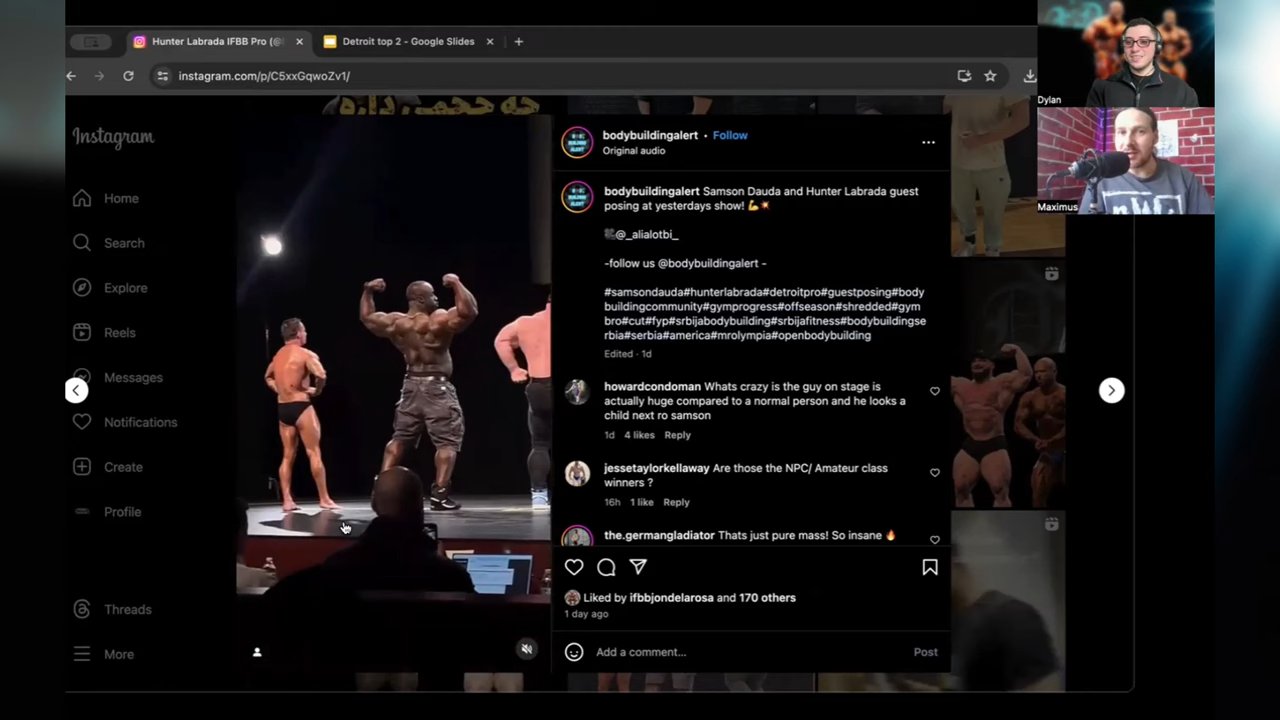 Hunter Labrada IFBB Pro (@
Detroit top 2 - Google Slides
instagram.com/p/C5xxGqwoZv1/
چه حجمی داره
Instagram
Home
Search
Explore
Reels
Messages
Notifications
Create
Profile
Threads
More
bodybuildingalert • Follow
Original audio
bodybuildingalert Samson Dauda and Hunter Labrada guest
posing at yesterdays show! 💪💥
🎥@_alialotbi_
-follow us @bodybuildingalert -
#samsondauda#hunterlabrada#detroitpro#guestposing#body
buildingcommunity#gymprogress#offseason#shredded#gym
bro#cut#fyp#srbijabodybuilding#srbijafitness#bodybuildingse
rbia#serbia#america#mrolympia#openbodybuilding
Edited · 1d
howardcondoman Whats crazy is the guy on stage is
actually huge compared to a normal person and he looks a
child next ro samson
1d 4 likes Reply
jessetaylorkellaway Are those the NPC/ Amateur class
winners ?
16h 1 like Reply
the.germangladiator Thats just pure mass! So insane 🔥
Liked by ifbbjondelarosa and 170 others
1 day ago
Add a comment...
Post
Dylan
Maximus